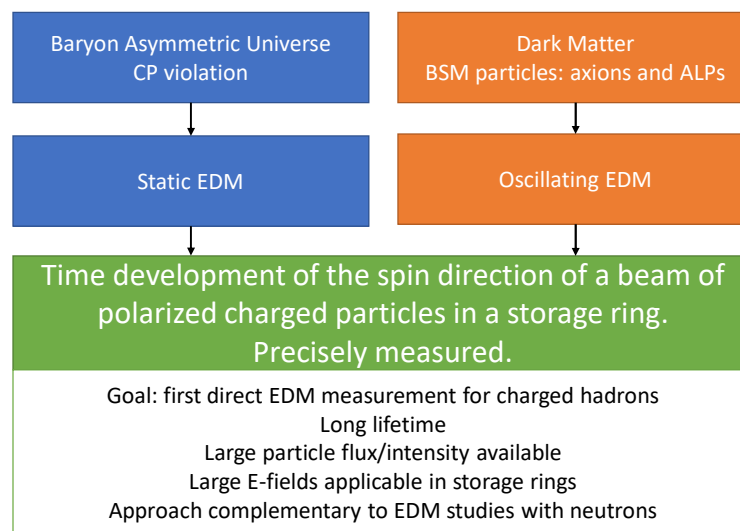 Baryon Asymmetric Universe
CP violation
Dark Matter
BSM particles: axions and ALPs
Static EDM
Oscillating EDM
Time development of the spin direction of a beam of
polarized charged particles in a storage ring.
Precisely measured.
Goal: first direct EDM measurement for charged hadrons
Long lifetime
Large particle flux/intensity available
Large E-fields applicable in storage rings
Approach complementary to EDM studies with neutrons